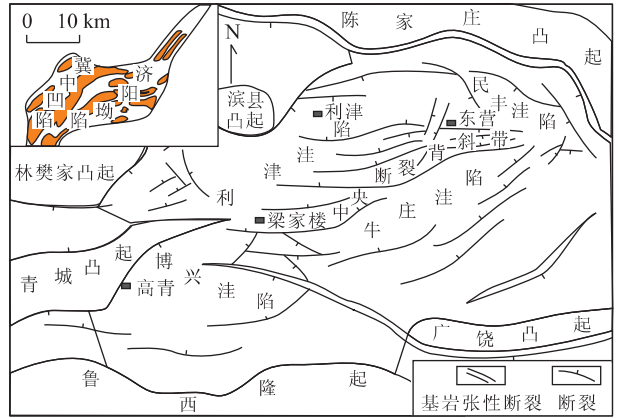 0 10 km
冀中凹陷
济阳坳陷
N
陈家庄凸起
滨县
凸起
利津
民丰洼陷
东营
利津洼陷
中央断裂背斜带
林樊家凸起
梁家楼
牛庄洼陷
青城凸起
高青
博兴洼陷
广饶凸起
鲁西隆起
基岩张性断裂 断裂